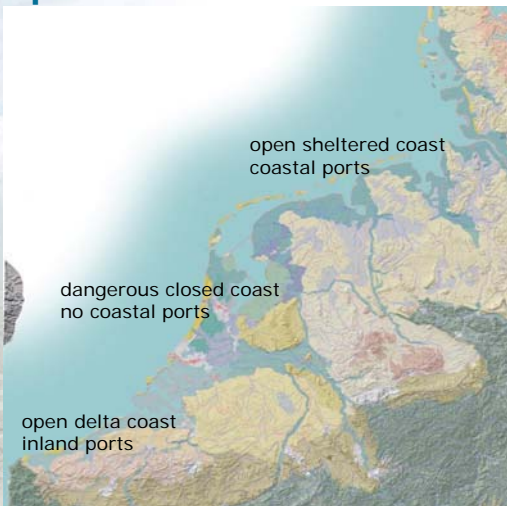 open sheltered coast
coastal ports
dangerous closed coast
no coastal ports
open delta coast
inland ports